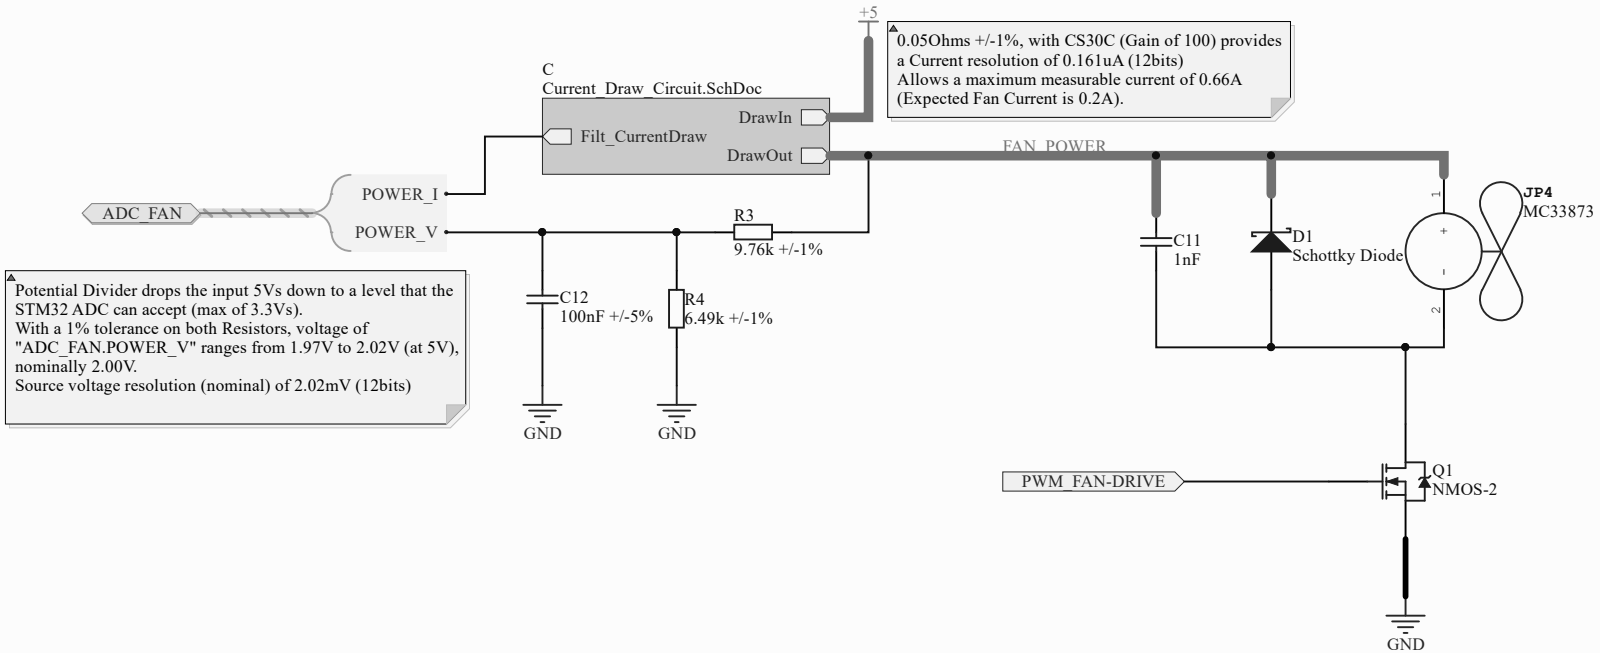 +5
0.05Ohms +/-1%, with CS30C (Gain of 100) provides
a Current resolution of 0.161uA (12bits)
Allows a maximum measurable current of 0.66A
(Expected Fan Current is 0.2A).
C
Current_Draw_Circuit.SchDoc
DrawIn
Filt_CurrentDraw
DrawOut
FAN_POWER
POWER_I
ADC_FAN
POWER_V
R3
9.76k +/-1%
1
JP4
MC33873
+
-
2
C11
1nF
D1
Schottky Diode
Potential Divider drops the input 5Vs down to a level that the
STM32 ADC can accept (max of 3.3Vs).
With a 1% tolerance on both Resistors, voltage of
"ADC_FAN.POWER_V" ranges from 1.97V to 2.02V (at 5V),
nominally 2.00V.
Source voltage resolution (nominal) of 2.02mV (12bits)
C12
100nF +/-5%
R4
6.49k +/-1%
GND
GND
PWM_FAN-DRIVE
Q1
NMOS-2
GND